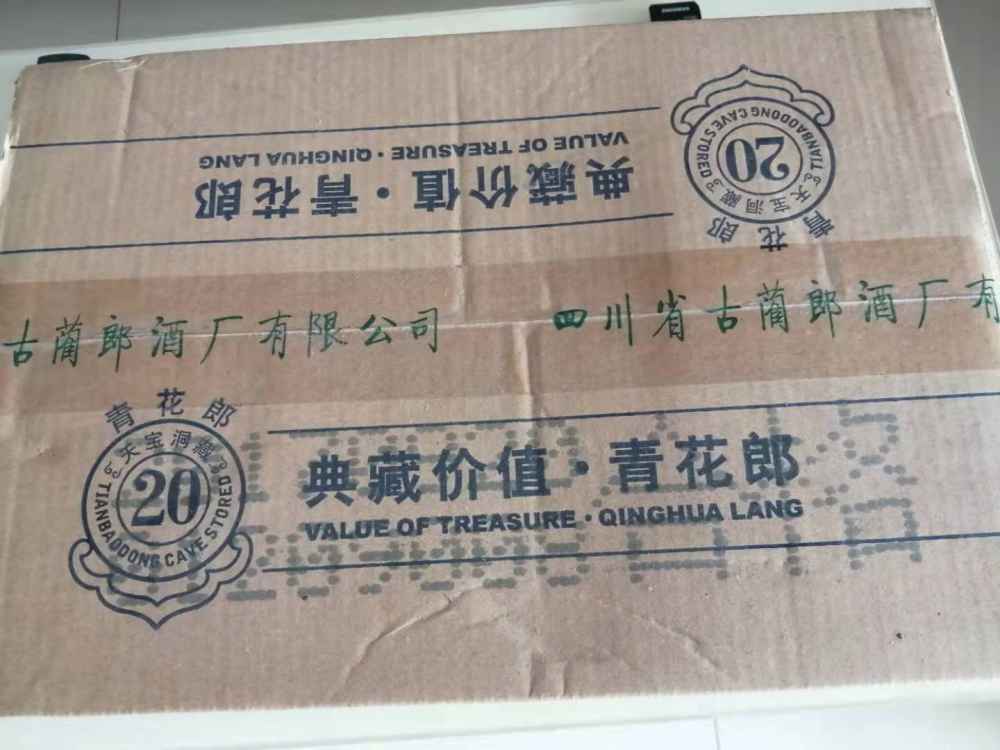 青花郎
天宝洞藏
20
TIANBAODONG CAVE STORED
典藏价值·青花郎
VALUE OF TREASURE·QINGHUA LANG
古蔺郎酒厂有限公司 四川省古蔺郎酒厂有
青花郎
天宝洞藏
20
TIANBAODONG CAVE STORED
典藏价值·青花郎
VALUE OF TREASURE·QINGHUA LANG